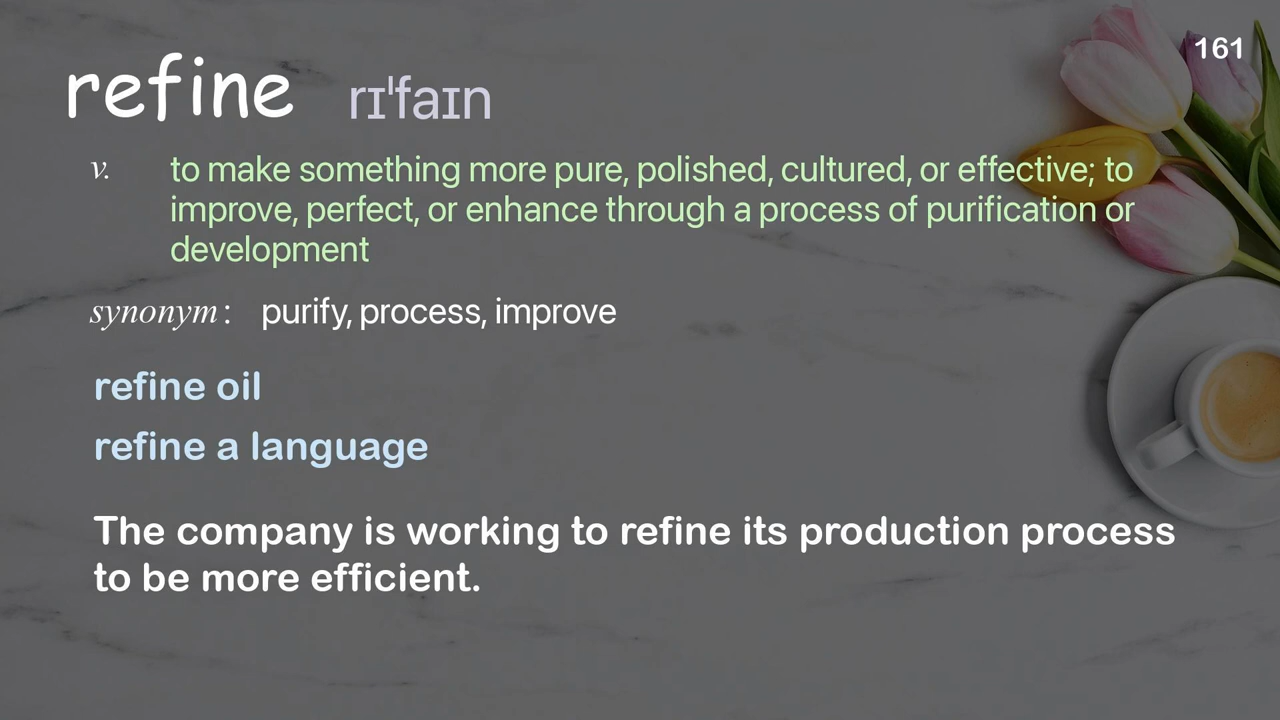 161
refine rɪˈfaɪn
v. to make something more pure, polished, cultured, or effective; to
improve, perfect, or enhance through a process of purification or
development
synonym : purify, process, improve
refine oil
refine a language
The company is working to refine its production process
to be more efficient.